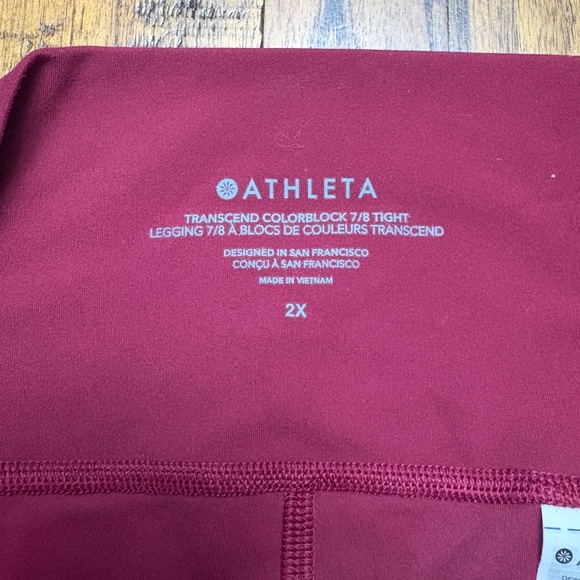 ATHLETA
TRANSCEND COLORBLOCK 7/8 TIGHT
LEGGING 7/8 À BLOCS DE COULEURS TRANSCEND
DESIGNED IN SAN FRANCISCO
CONÇU À SAN FRANCISCO
MADE IN VIETNAM
2X